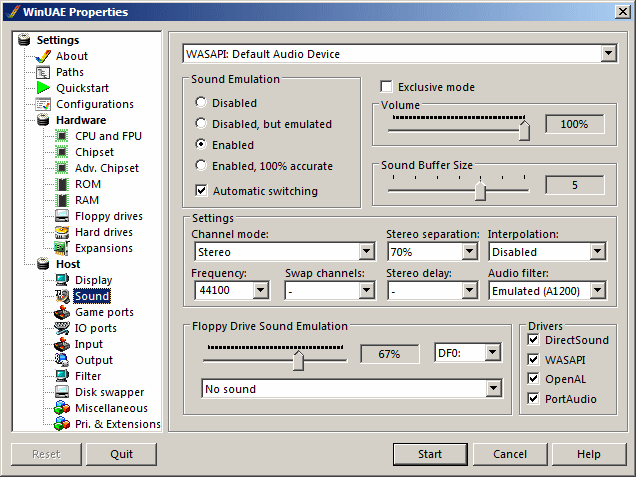 WinUAE Properties
Settings
About
Paths
Quickstart
Configurations
Hardware
CPU and FPU
Chipset
Adv. Chipset
ROM
RAM
Floppy drives
Hard drives
Expansions
Host
Display
Sound
Game ports
IO ports
Input
Output
Filter
Disk swapper
Miscellaneous
Pri. & Extensions
WASAPI: Default Audio Device
Sound Emulation
Disabled
Disabled, but emulated
Enabled
Enabled, 100% accurate
Automatic switching
Exclusive mode
Volume
100%
Sound Buffer Size
5
Settings
Channel mode: Stereo separation: Interpolation:
Stereo 70% Disabled
Frequency: Swap channels: Stereo delay: Audio filter:
44100 - - Emulated (A1200)
Floppy Drive Sound Emulation
67% DF0:
No sound
Drivers
DirectSound
WASAPI
OpenAL
PortAudio
Reset Quit Start Cancel Help